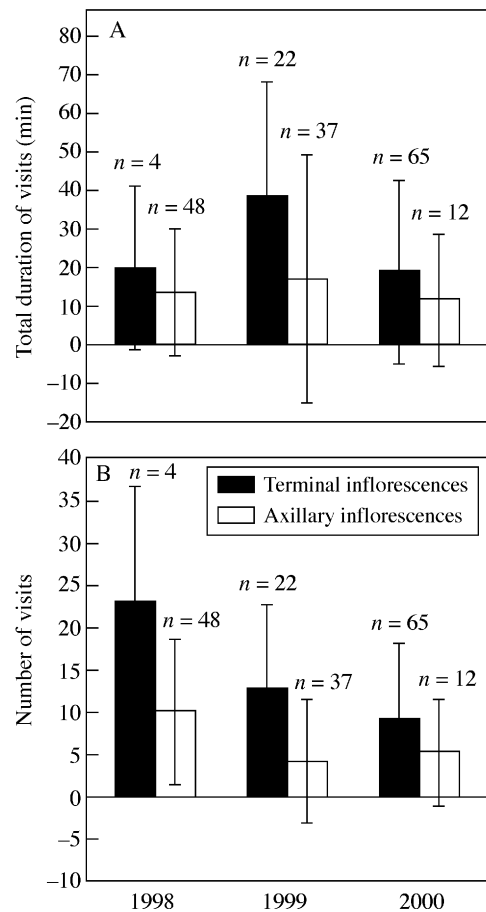 A
Total duration of visits (min)
80
70
60
50
40
30
20
10
0
–10
–20
n = 4
n = 48
n = 22
n = 37
n = 65
n = 12
B
Number of visits
40
35
30
25
20
15
10
5
0
–5
–10
n = 4
n = 48
n = 22
n = 37
n = 65
n = 12
Terminal inflorescences
Axillary inflorescences
1998
1999
2000